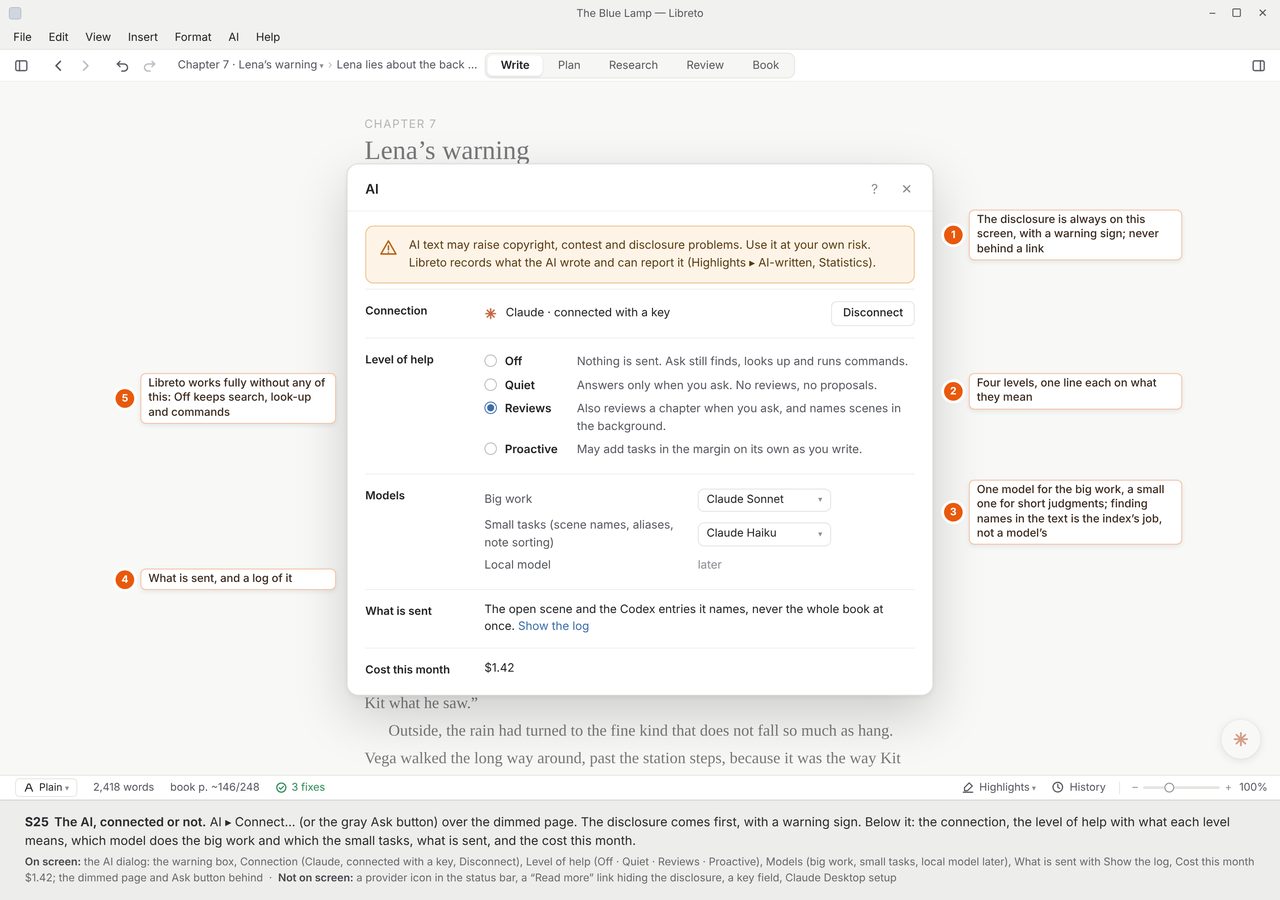 The Blue Lamp — Libreto
File Edit View Insert Format AI Help
Chapter 7 · Lena’s warning ▾ › Lena lies about the back ...
Write Plan Research Review Book
CHAPTER 7
Lena’s warning
AI ? ×
AI text may raise copyright, contest and disclosure problems. Use it at your own risk.
Libreto records what the AI wrote and can report it (Highlights ▸ AI-written, Statistics).
Connection
Claude · connected with a key
Disconnect
Level of help
Off Nothing is sent. Ask still finds, looks up and runs commands.
Quiet Answers only when you ask. No reviews, no proposals.
Reviews Also reviews a chapter when you ask, and names scenes in
the background.
Proactive May add tasks in the margin on its own as you write.
Models
Big work Claude Sonnet ▾
Small tasks (scene names, aliases,
note sorting)
Claude Haiku ▾
Local model later
What is sent
The open scene and the Codex entries it names, never the whole book at
once. Show the log
Cost this month $1.42
1
The disclosure is always on this
screen, with a warning sign; never
behind a link
2
Four levels, one line each on what
they mean
3
One model for the big work, a small
one for short judgments; finding
names in the text is the index’s job,
not a model’s
4
What is sent, and a log of it
5
Libreto works fully without any of
this: Off keeps search, look-up
and commands
Kit what he saw.”
Outside, the rain had turned to the fine kind that does not fall so much as hang.
Vega walked the long way around, past the station steps, because it was the way Kit
Plain ▾ 2,418 words book p. ~146/248 3 fixes
Highlights ▾ History − + 100%
S25 The AI, connected or not. AI ▸ Connect… (or the gray Ask button) over the dimmed page. The disclosure comes first, with a warning sign. Below it: the connection, the level of help with what each level
means, which model does the big work and which the small tasks, what is sent, and the cost this month.
On screen: the AI dialog: the warning box, Connection (Claude, connected with a key, Disconnect), Level of help (Off · Quiet · Reviews · Proactive), Models (big work, small tasks, local model later), What is sent with Show the log, Cost this month
$1.42; the dimmed page and Ask button behind · Not on screen: a provider icon in the status bar, a “Read more” link hiding the disclosure, a key field, Claude Desktop setup